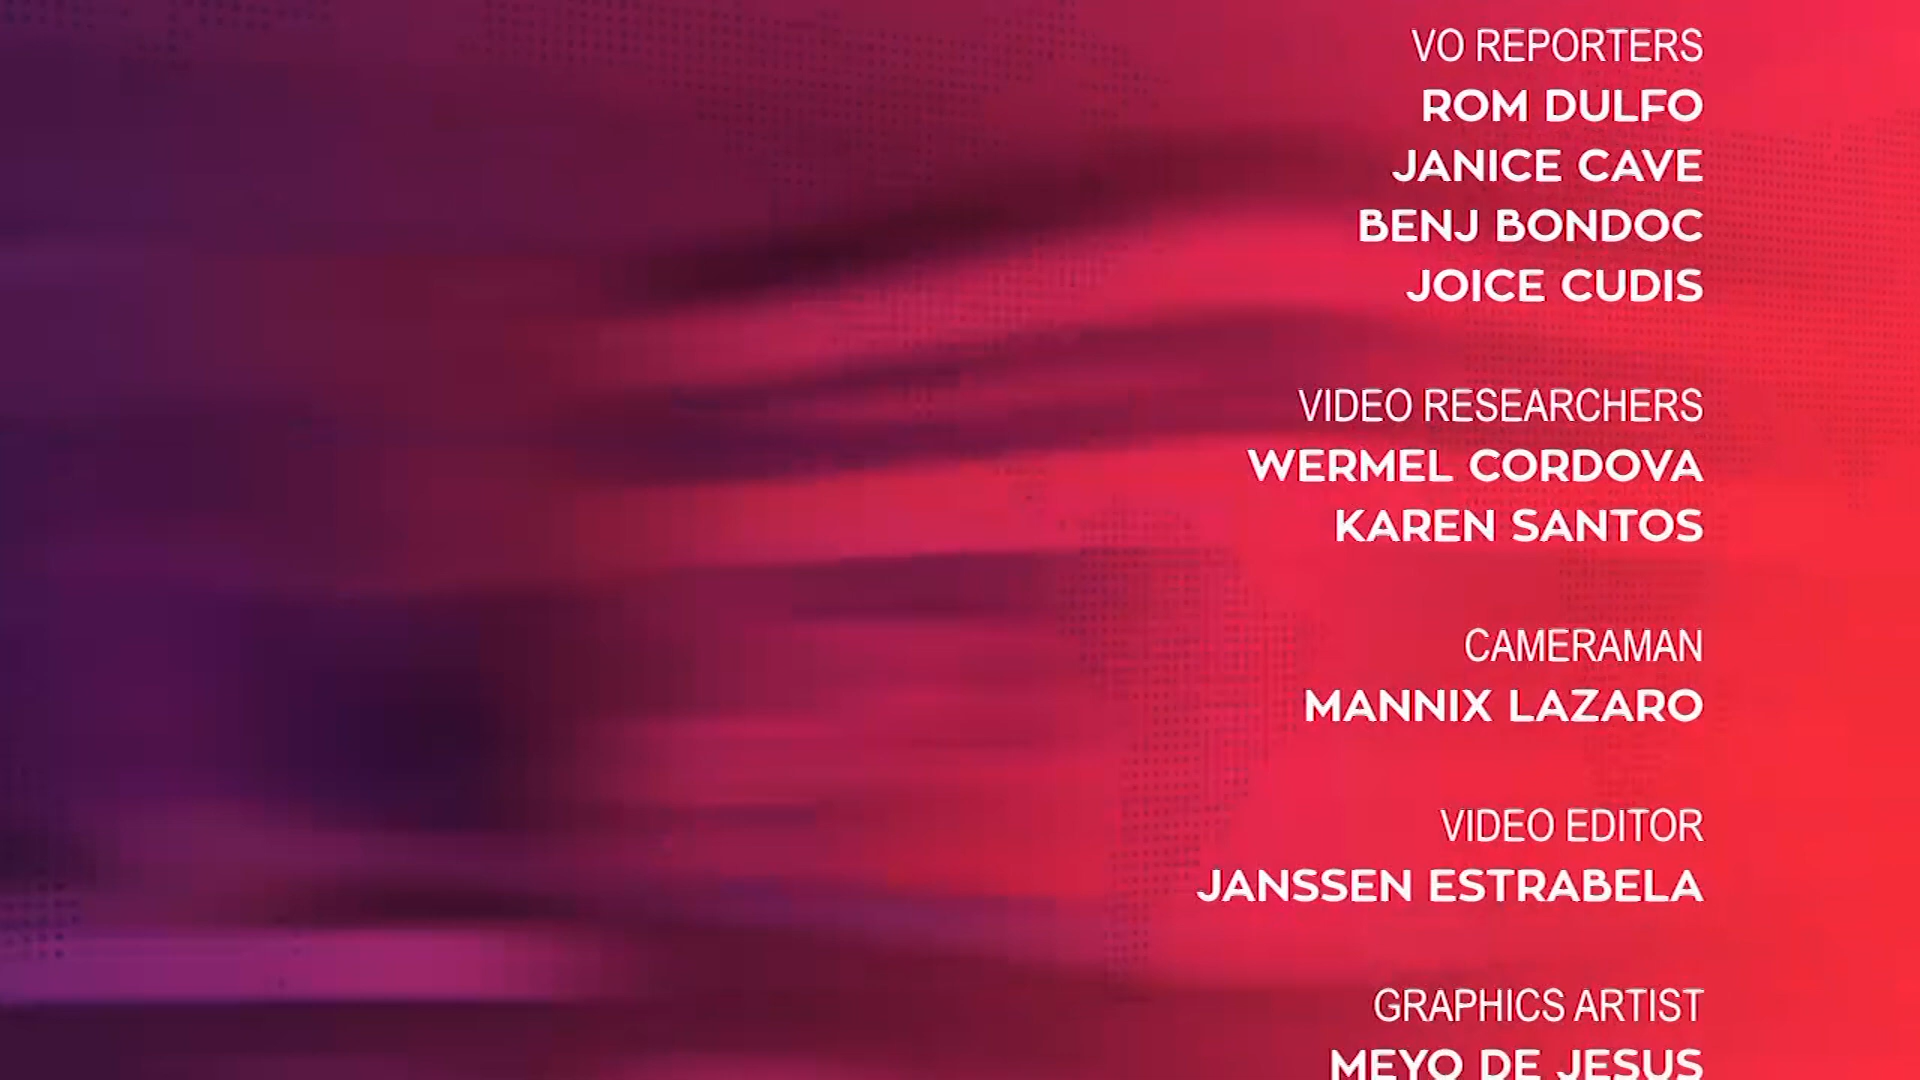 VO REPORTERS
ROM DULFO
JANICE CAVE
BENJ BONDOC
JOICE CUDIS
VIDEO RESEARCHERS
WERMEL CORDOVA
KAREN SANTOS
CAMERAMAN
MANNIX LAZARO
VIDEO EDITOR
JANSSEN ESTRABELA
GRAPHICS ARTIST
MEYO DE JESUS